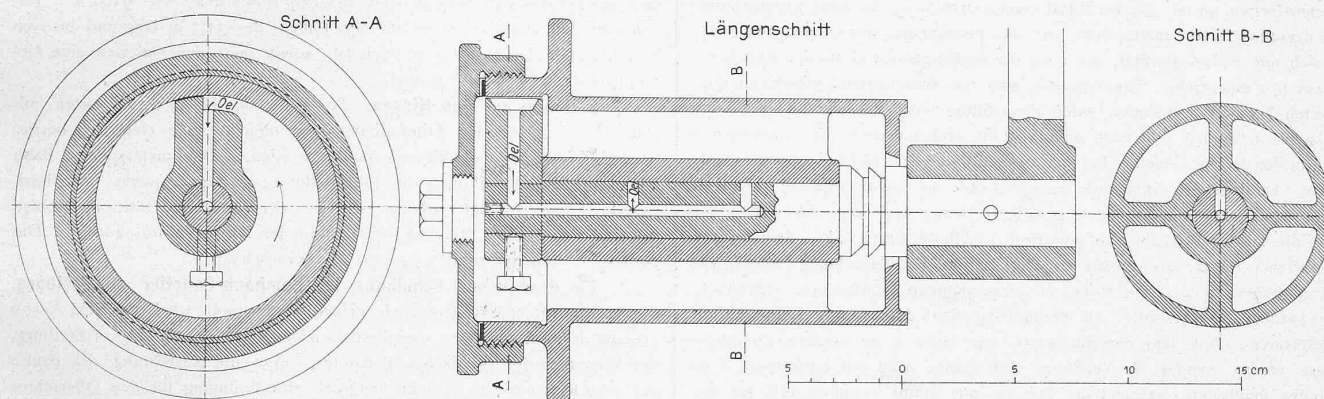 Schnitt A-A
Längenschnitt
Schnitt B-B
A
B
Oel
Oel
Oel
A
B
5 0 5 10 15 cm